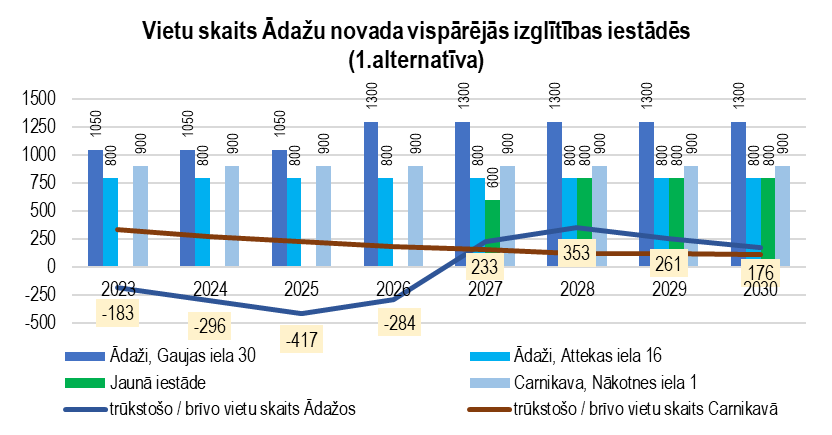 Vietu skaits Ādažu novada vispārējās izglītības iestādēs
(1.alternatīva)
1500
1250
1000
750
500
250
0
-250
-500
1050 800 900
1050 800 900
1050 800 900
1300 800 900
1300 800 600 900
1300 800 800 900
1300 800 800 900
1300 800 800 900
-183 -296 -417 -284 233 353 261 176
2023 2024 2025 2026 2027 2028 2029 2030
Ādaži, Gaujas iela 30 Ādaži, Attekas iela 16
Jaunā iestāde Carnikava, Nākotnes iela 1
trūkstošo / brīvo vietu skaits Ādažos trūkstošo / brīvo vietu skaits Carnikavā